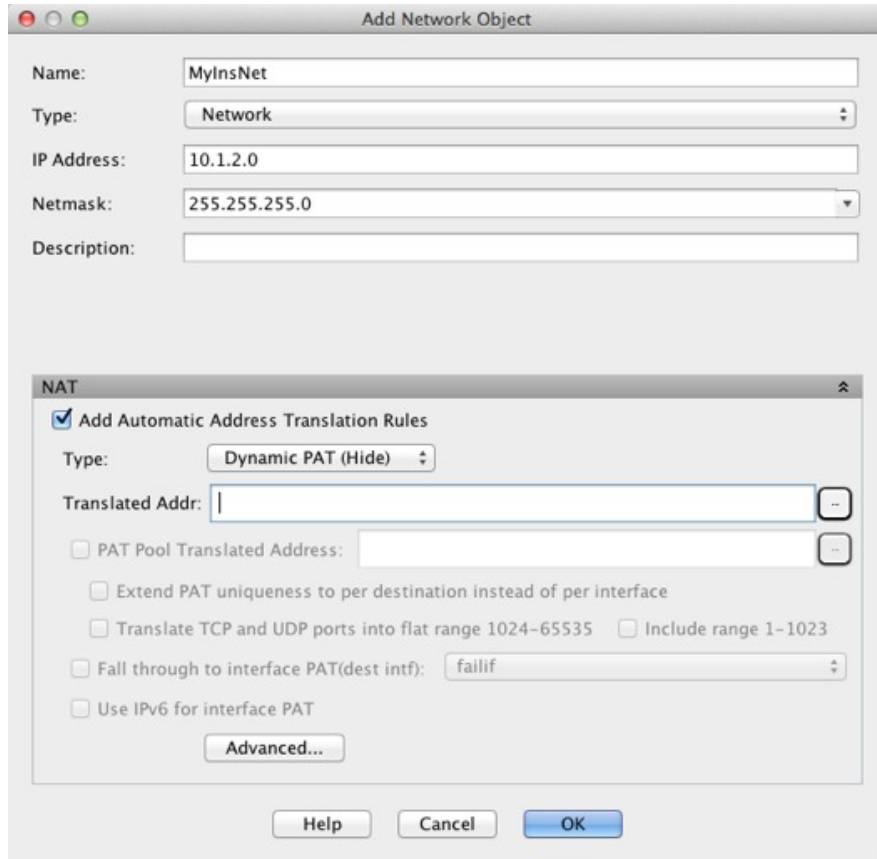 Add Network Object
Name: MyInsNet
Type: Network
IP Address: 10.1.2.0
Netmask: 255.255.255.0
Description:
NAT
Add Automatic Address Translation Rules
Type: Dynamic PAT (Hide)
Translated Addr:
PAT Pool Translated Address:
Extend PAT uniqueness to per destination instead of per interface
Translate TCP and UDP ports into flat range 1024-65535 Include range 1-1023
Fall through to interface PAT(dest intf): failif
Use IPv6 for interface PAT
Advanced...
Help Cancel OK